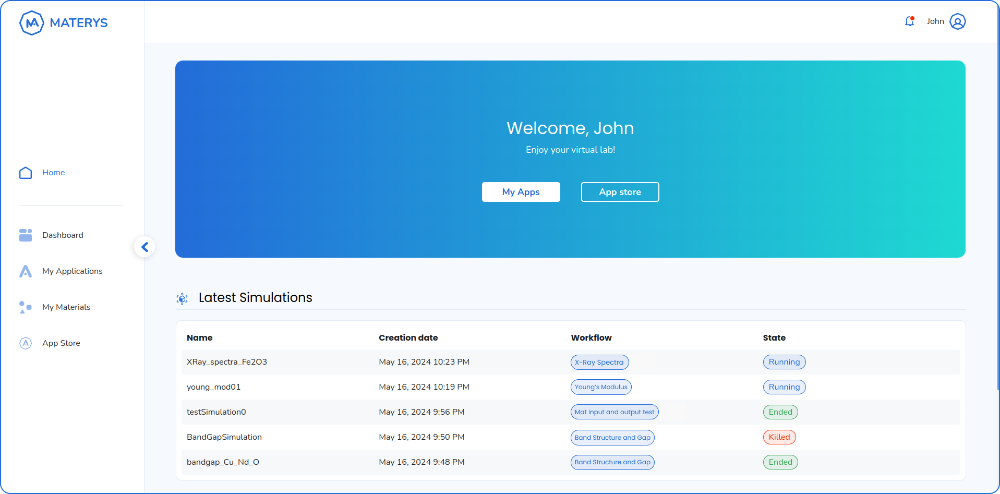 MATERYS
John
Home
Dashboard
My Applications
My Materials
App Store
Welcome, John
Enjoy your virtual lab!
My Apps App store
Latest Simulations
Name Creation date Workflow State
XRay_spectra_Fe2O3 May 16, 2024 10:23 PM X-Ray Spectra Running
young_mod01 May 16, 2024 10:19 PM Young's Modulus Running
testSimulation0 May 16, 2024 9:56 PM Mat Input and output test Ended
BandGapSimulation May 16, 2024 9:50 PM Band Structure and Gap Killed
bandgap_Cu_Nd_O May 16, 2024 9:48 PM Band Structure and Gap Ended